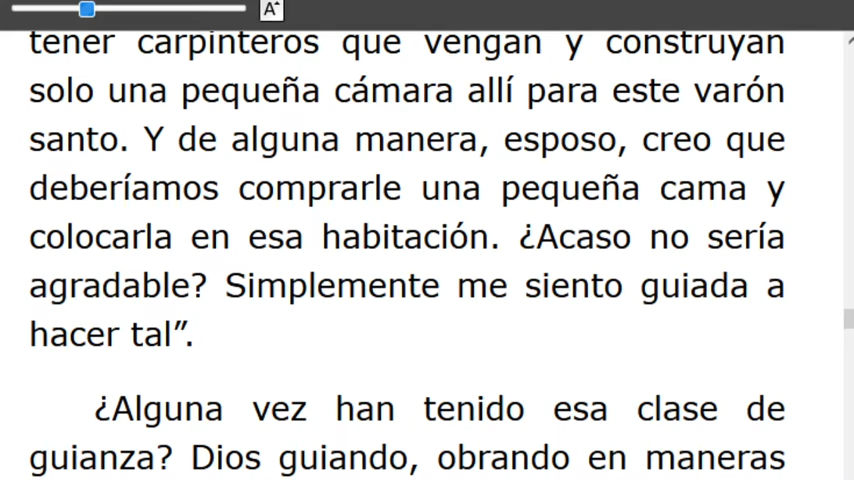 A
tener carpinteros que vengan y construyan
solo una pequeña cámara allí para este varón
santo. Y de alguna manera, esposo, creo que
deberíamos comprarle una pequeña cama y
colocarla en esa habitación. ¿Acaso no sería
agradable? Simplemente me siento guiada a
hacer tal”.
¿Alguna vez han tenido esa clase de
guianza? Dios guiando, obrando en maneras